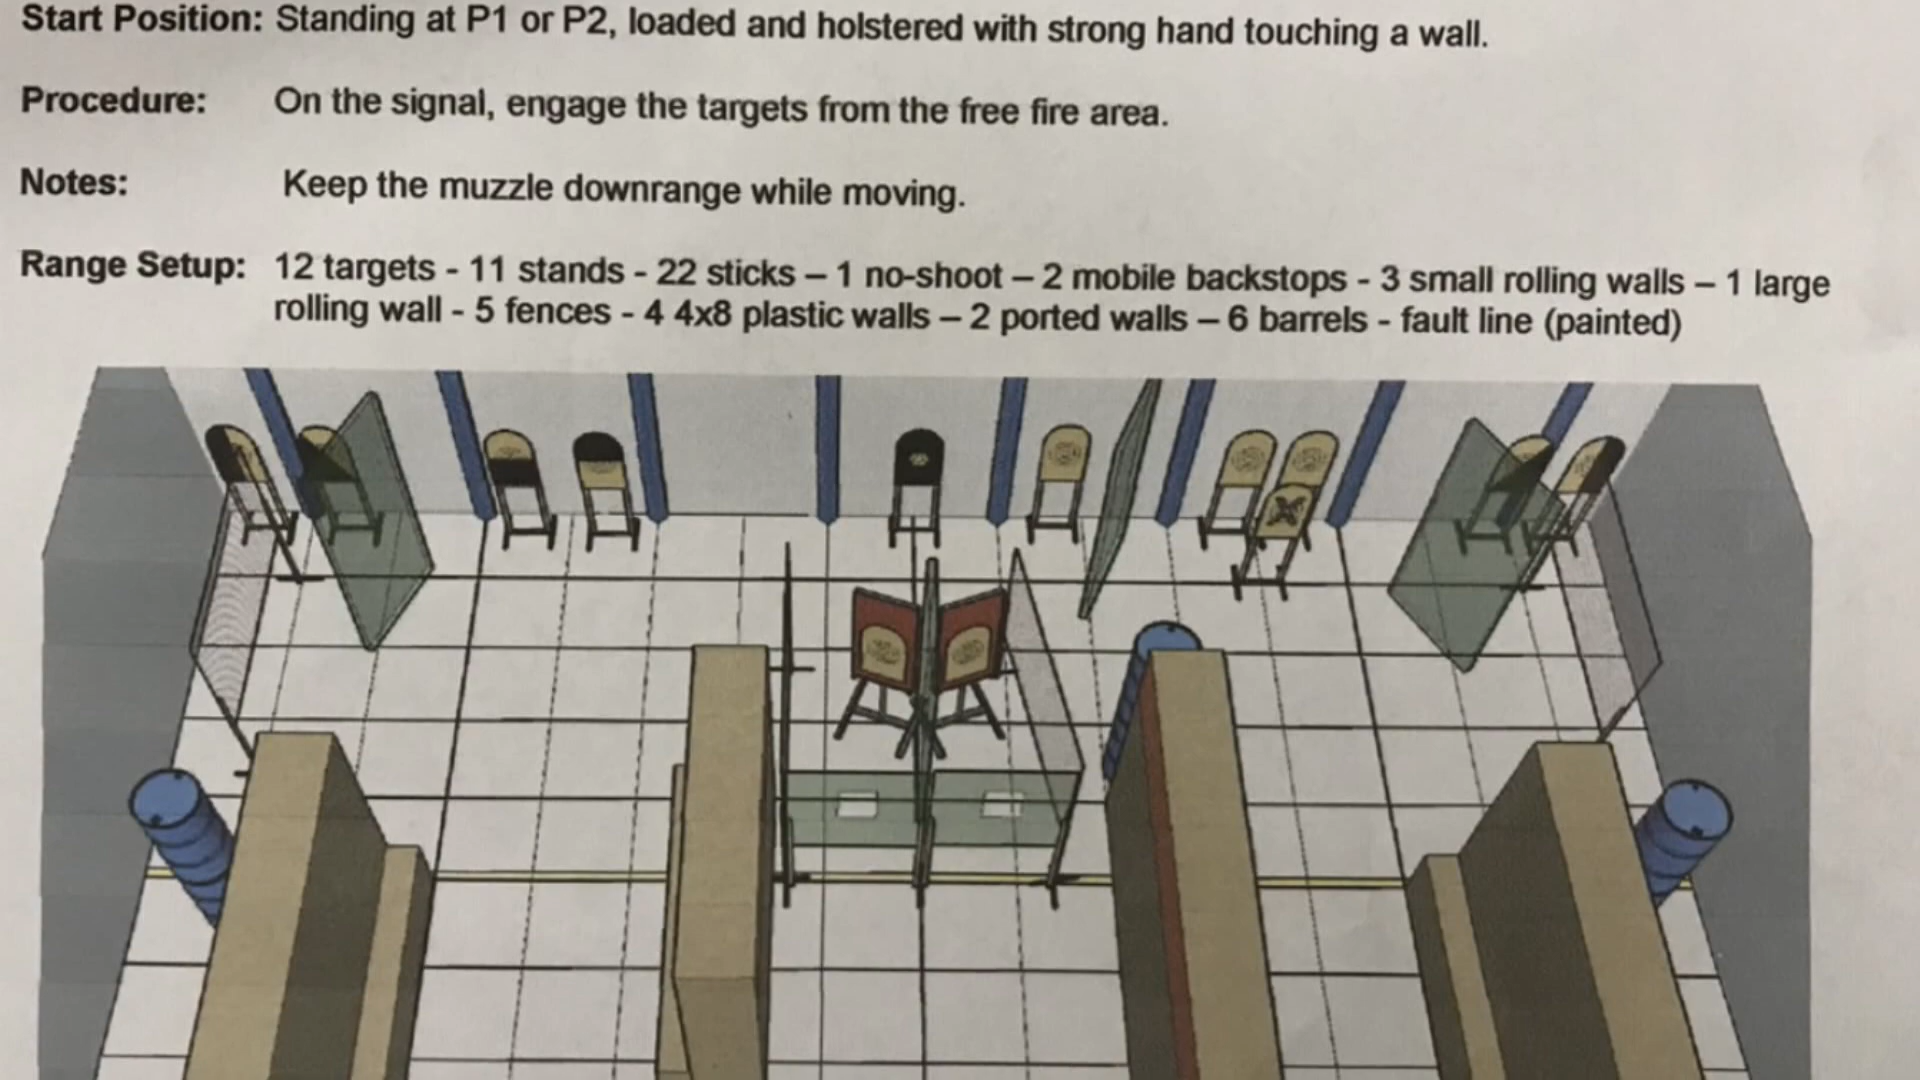 Start Position: Standing at P1 or P2, loaded and holstered with strong hand touching a wall.
Procedure: On the signal, engage the targets from the free fire area.
Notes: Keep the muzzle downrange while moving.
Range Setup: 12 targets - 11 stands - 22 sticks – 1 no-shoot – 2 mobile backstops - 3 small rolling walls – 1 large
rolling wall - 5 fences - 4 4x8 plastic walls – 2 ported walls – 6 barrels - fault line (painted)